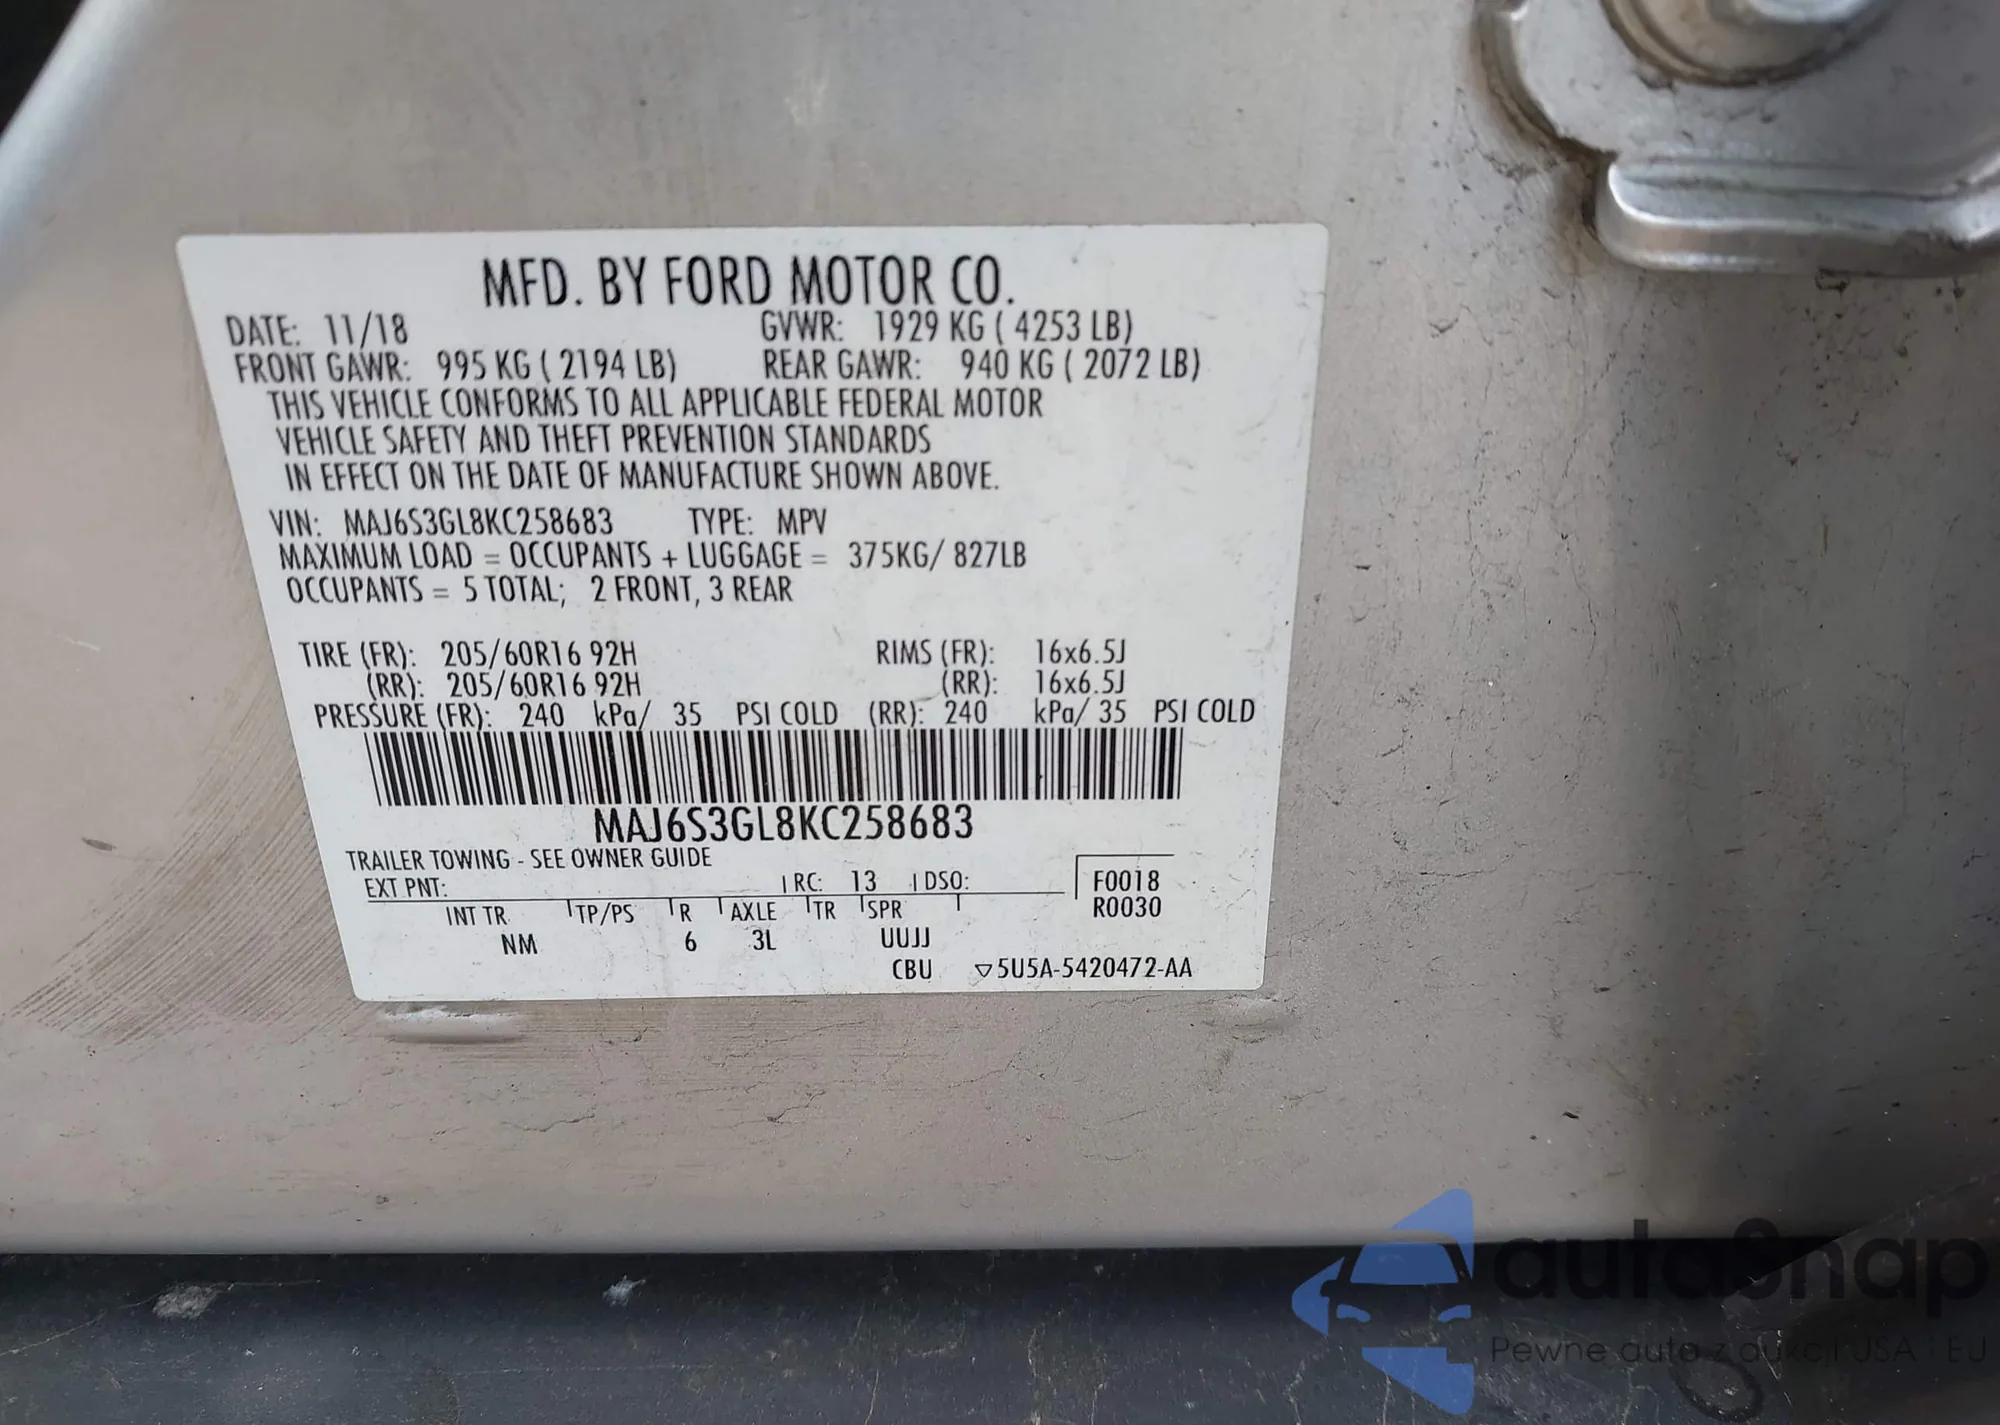 MFD. BY FORD MOTOR CO.
DATE: 11/18 GVWR: 1929 KG ( 4253 LB)
FRONT GAWR: 995 KG ( 2194 LB) REAR GAWR: 940 KG ( 2072 LB)
THIS VEHICLE CONFORMS TO ALL APPLICABLE FEDERAL MOTOR
VEHICLE SAFETY AND THEFT PREVENTION STANDARDS
IN EFFECT ON THE DATE OF MANUFACTURE SHOWN ABOVE.
VIN: MAJ6S3GL8KC258683 TYPE: MPV
MAXIMUM LOAD = OCCUPANTS + LUGGAGE = 375KG/ 827LB
OCCUPANTS = 5 TOTAL; 2 FRONT, 3 REAR
TIRE (FR): 205/60R16 92H RIMS (FR): 16x6.5J
(RR): 205/60R16 92H (RR): 16x6.5J
PRESSURE (FR): 240 kPa/ 35 PSI COLD (RR): 240 kPa/ 35 PSI COLD
MAJ6S3GL8KC258683
TRAILER TOWING - SEE OWNER GUIDE
EXT PNT: RC: 13 DSO: F0018
INT TR TP/PS R AXLE TR SPR R0030
NM 6 3L UUJJ
CBU ▽5U5A-5420472-AA
autoSnap
Pewne auto z aukcji USA i EU